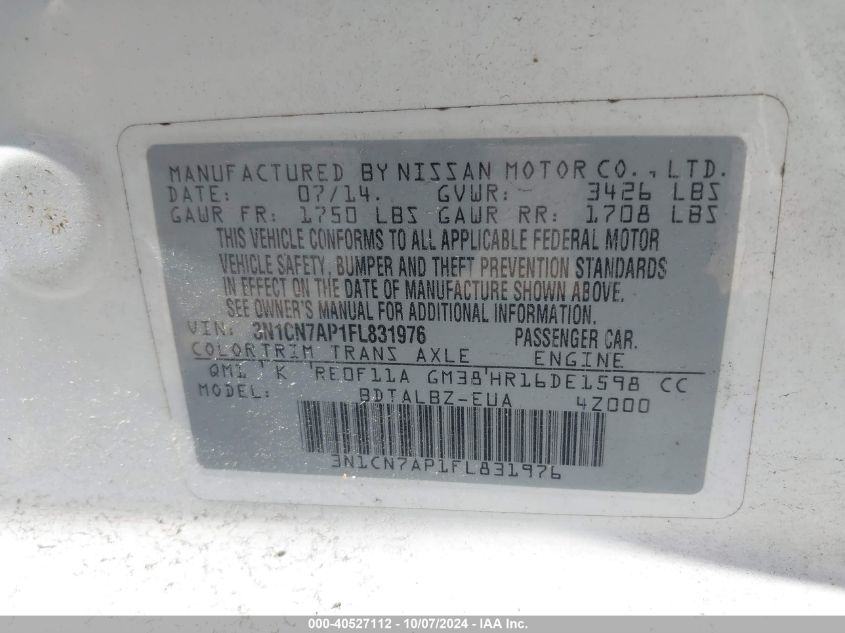 MANUFACTURED BY NISSAN MOTOR CO., LTD.
DATE: 07/14. GVWR: 3426 LBS
GAWR FR: 1750 LBS GAWR RR: 1708 LBS
THIS VEHICLE CONFORMS TO ALL APPLICABLE FEDERAL MOTOR
VEHICLE SAFETY, BUMPER AND THEFT PREVENTION STANDARDS
IN EFFECT ON THE DATE OF MANUFACTURE SHOWN ABOVE.
SEE OWNER'S MANUAL FOR ADDITIONAL INFORMATION.
VIN: 3N1CN7AP1FL831976 PASSENGER CAR.
COLOR TRIM TRANS AXLE ENGINE
QM1 ' K 'RE0F11A GM38'HR16DE1598 CC
MODEL: BDTALBZ-EUA 4Z000
3N1CN7AP1FL831976
000-40527112 - 10/07/2024 - IAA Inc.